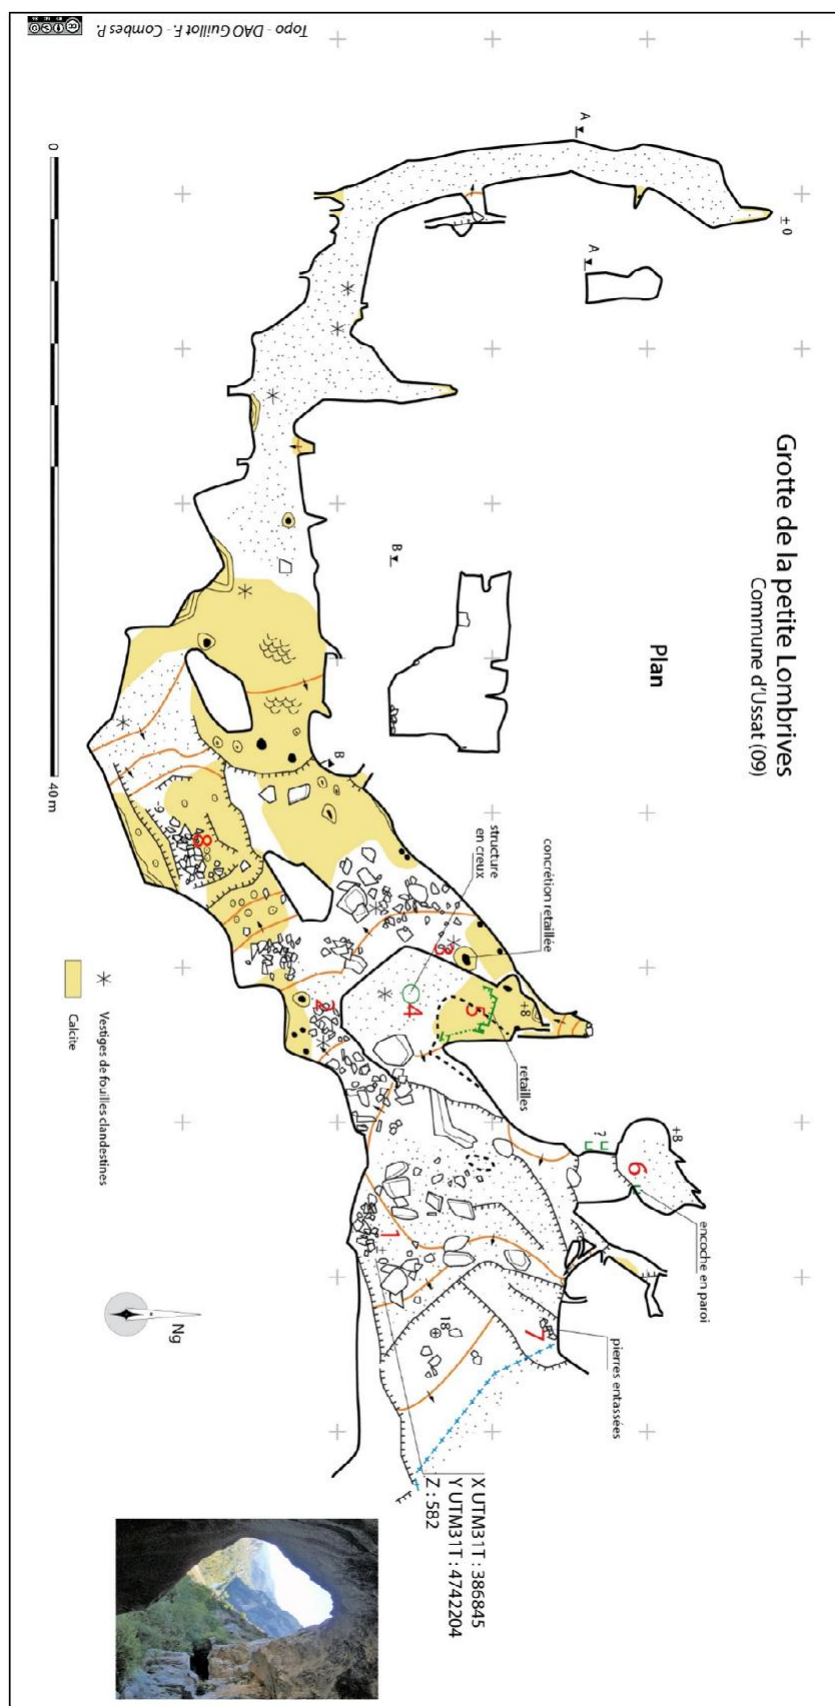 Topo - DAO Guillot F. - Combes P.
Grotte de la petite Lombrives
Commune d'Ussat (09)
Plan
0
40 m
A
± 0
A
B
B
structure
en creux
concrétion retaillée
retailles
encoche en paroi
pierres entassées
+8
+8
?
-9
18
1
2
3
4
5
6
7
8
Vestiges de fouilles clandestines
Calcite
Ng
X UTM31T : 386845
Y UTM31T : 4742204
Z : 582